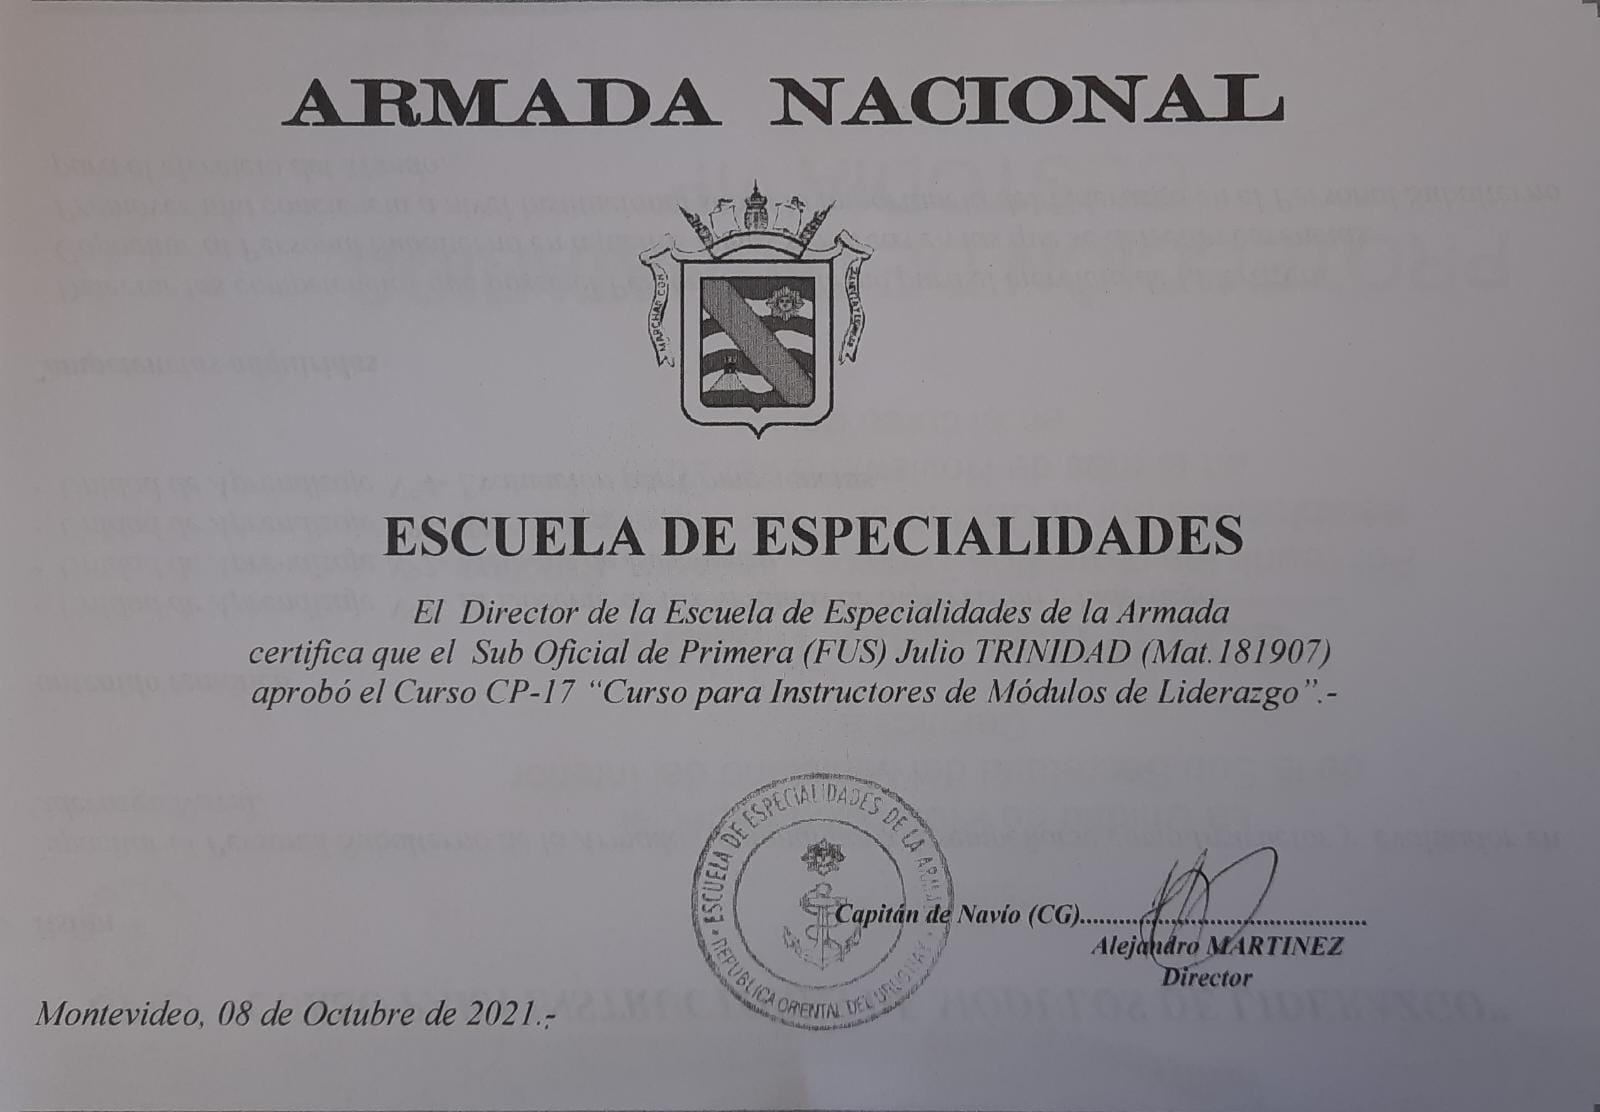 ARMADA NACIONAL
MARCHAR CON
ESCUELA DE ESPECIALIDADES
El Director de la Escuela de Especialidades de la Armada
certifica que el Sub Oficial de Primera (FUS) Julio TRINIDAD (Mat.181907)
aprobó el Curso CP-17 “Curso para Instructores de Módulos de Liderazgo”.-
ESCUELA DE ESPECIALIDADES DE LA
REPUBLICA ORIENTAL DEL URUGUAY
Capitán de Navío (CG)............................................
Alejandro MARTINEZ
Director
Montevideo, 08 de Octubre de 2021.-